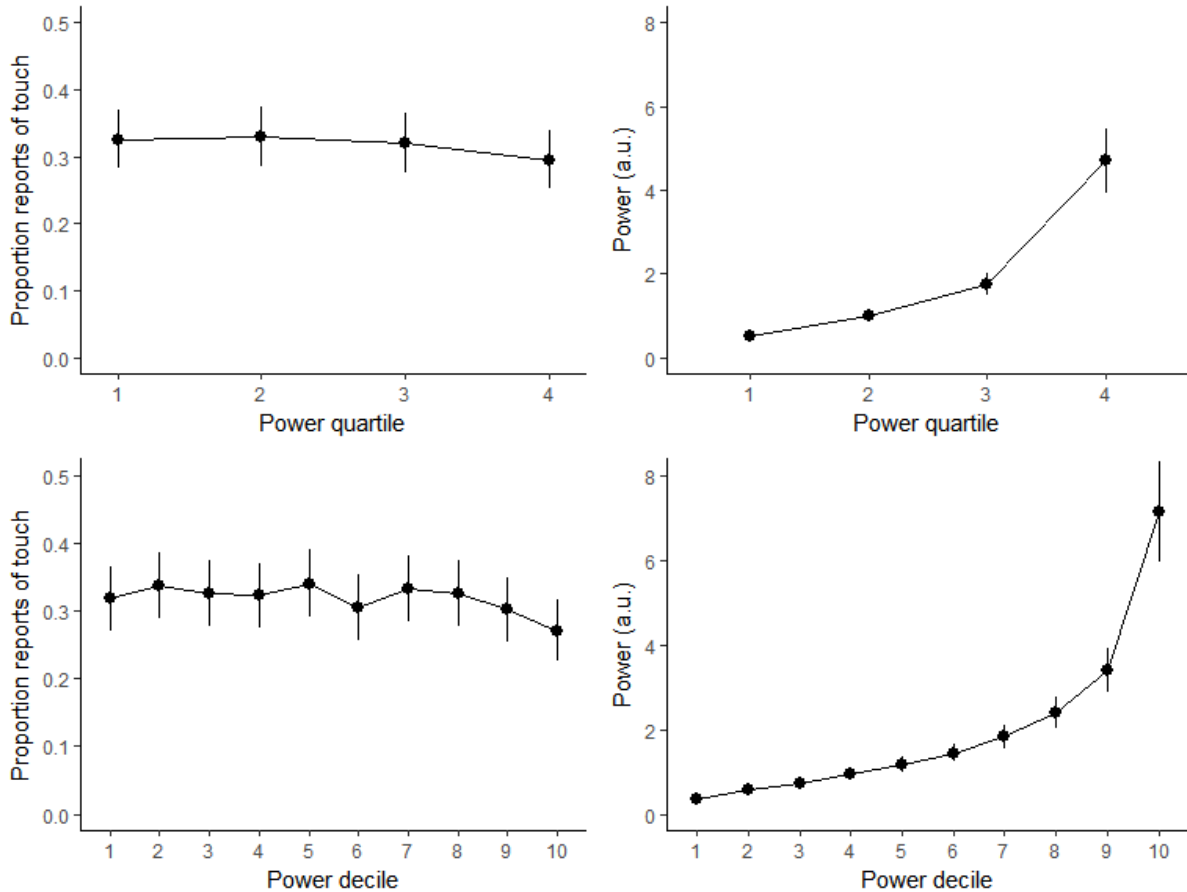 Proportion reports of touch
0.5
0.4
0.3
0.2
0.1
0.0
1 2 3 4
Power quartile
Power (a.u.)
8
6
4
2
0
1 2 3 4
Power quartile
Proportion reports of touch
0.5
0.4
0.3
0.2
0.1
0.0
1 2 3 4 5 6 7 8 9 10
Power decile
Power (a.u.)
8
6
4
2
0
1 2 3 4 5 6 7 8 9 10
Power decile